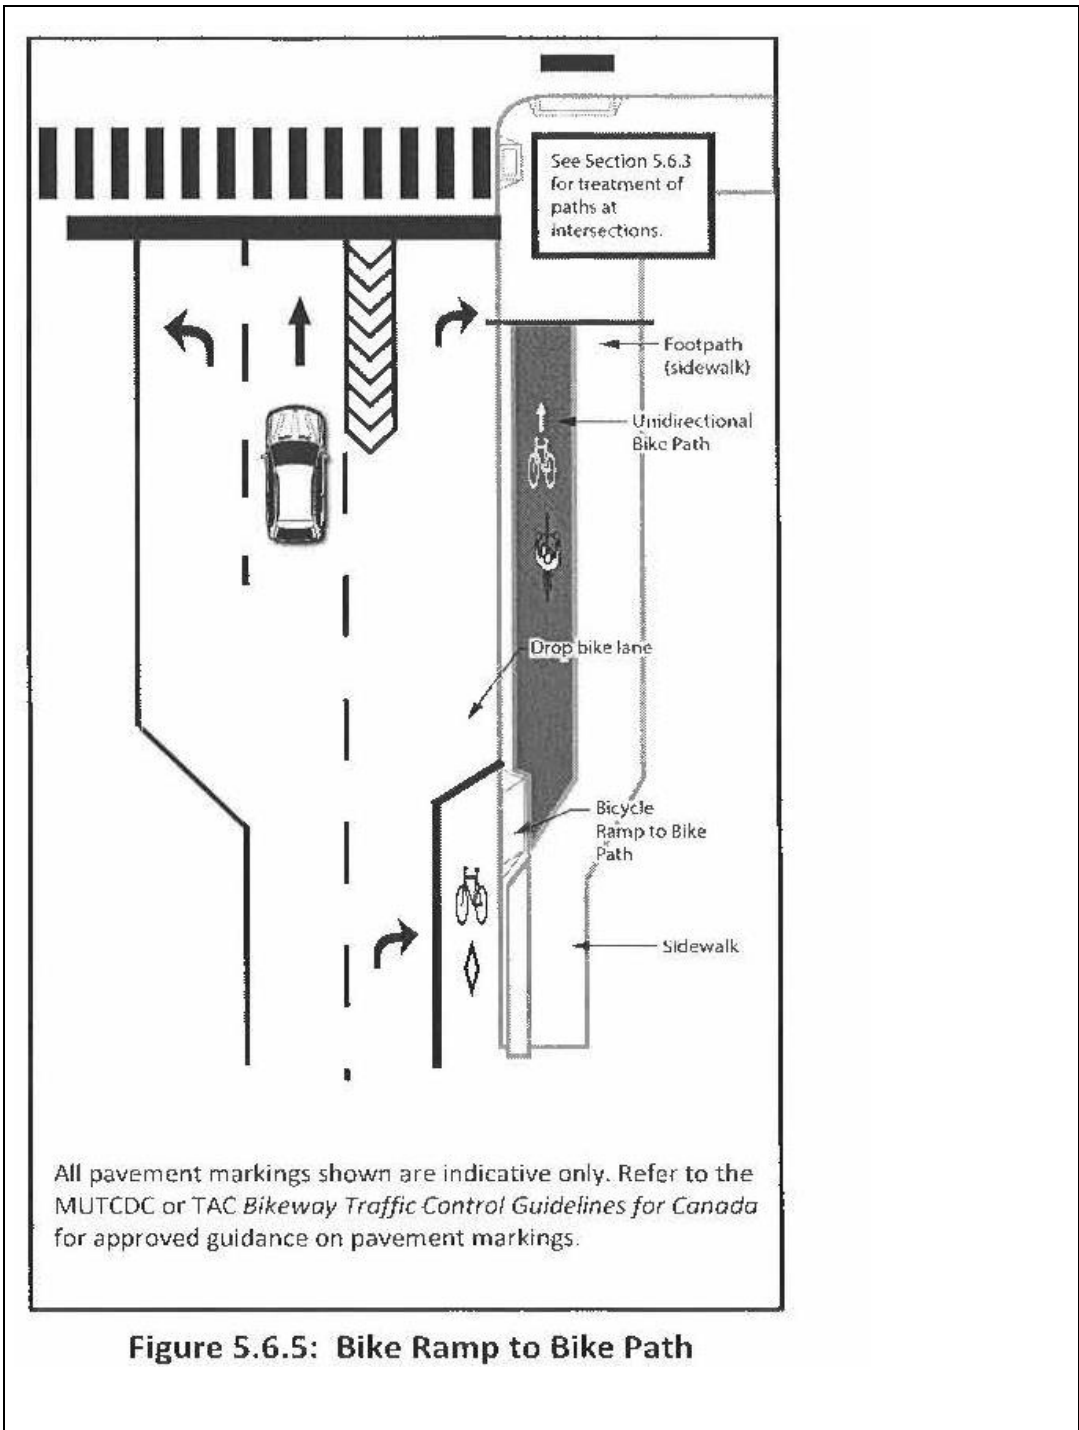 See Section 5.6.3
for treatment of
paths at
intersections.
Footpath
(sidewalk)
Unidirectional
Bike Path
Drop bike lane
Bicycle
Ramp to Bike
Path
Sidewalk
All pavement markings shown are indicative only. Refer to the
MUTCDC or TAC Bikeway Traffic Control Guidelines for Canada
for approved guidance on pavement markings.
Figure 5.6.5: Bike Ramp to Bike Path